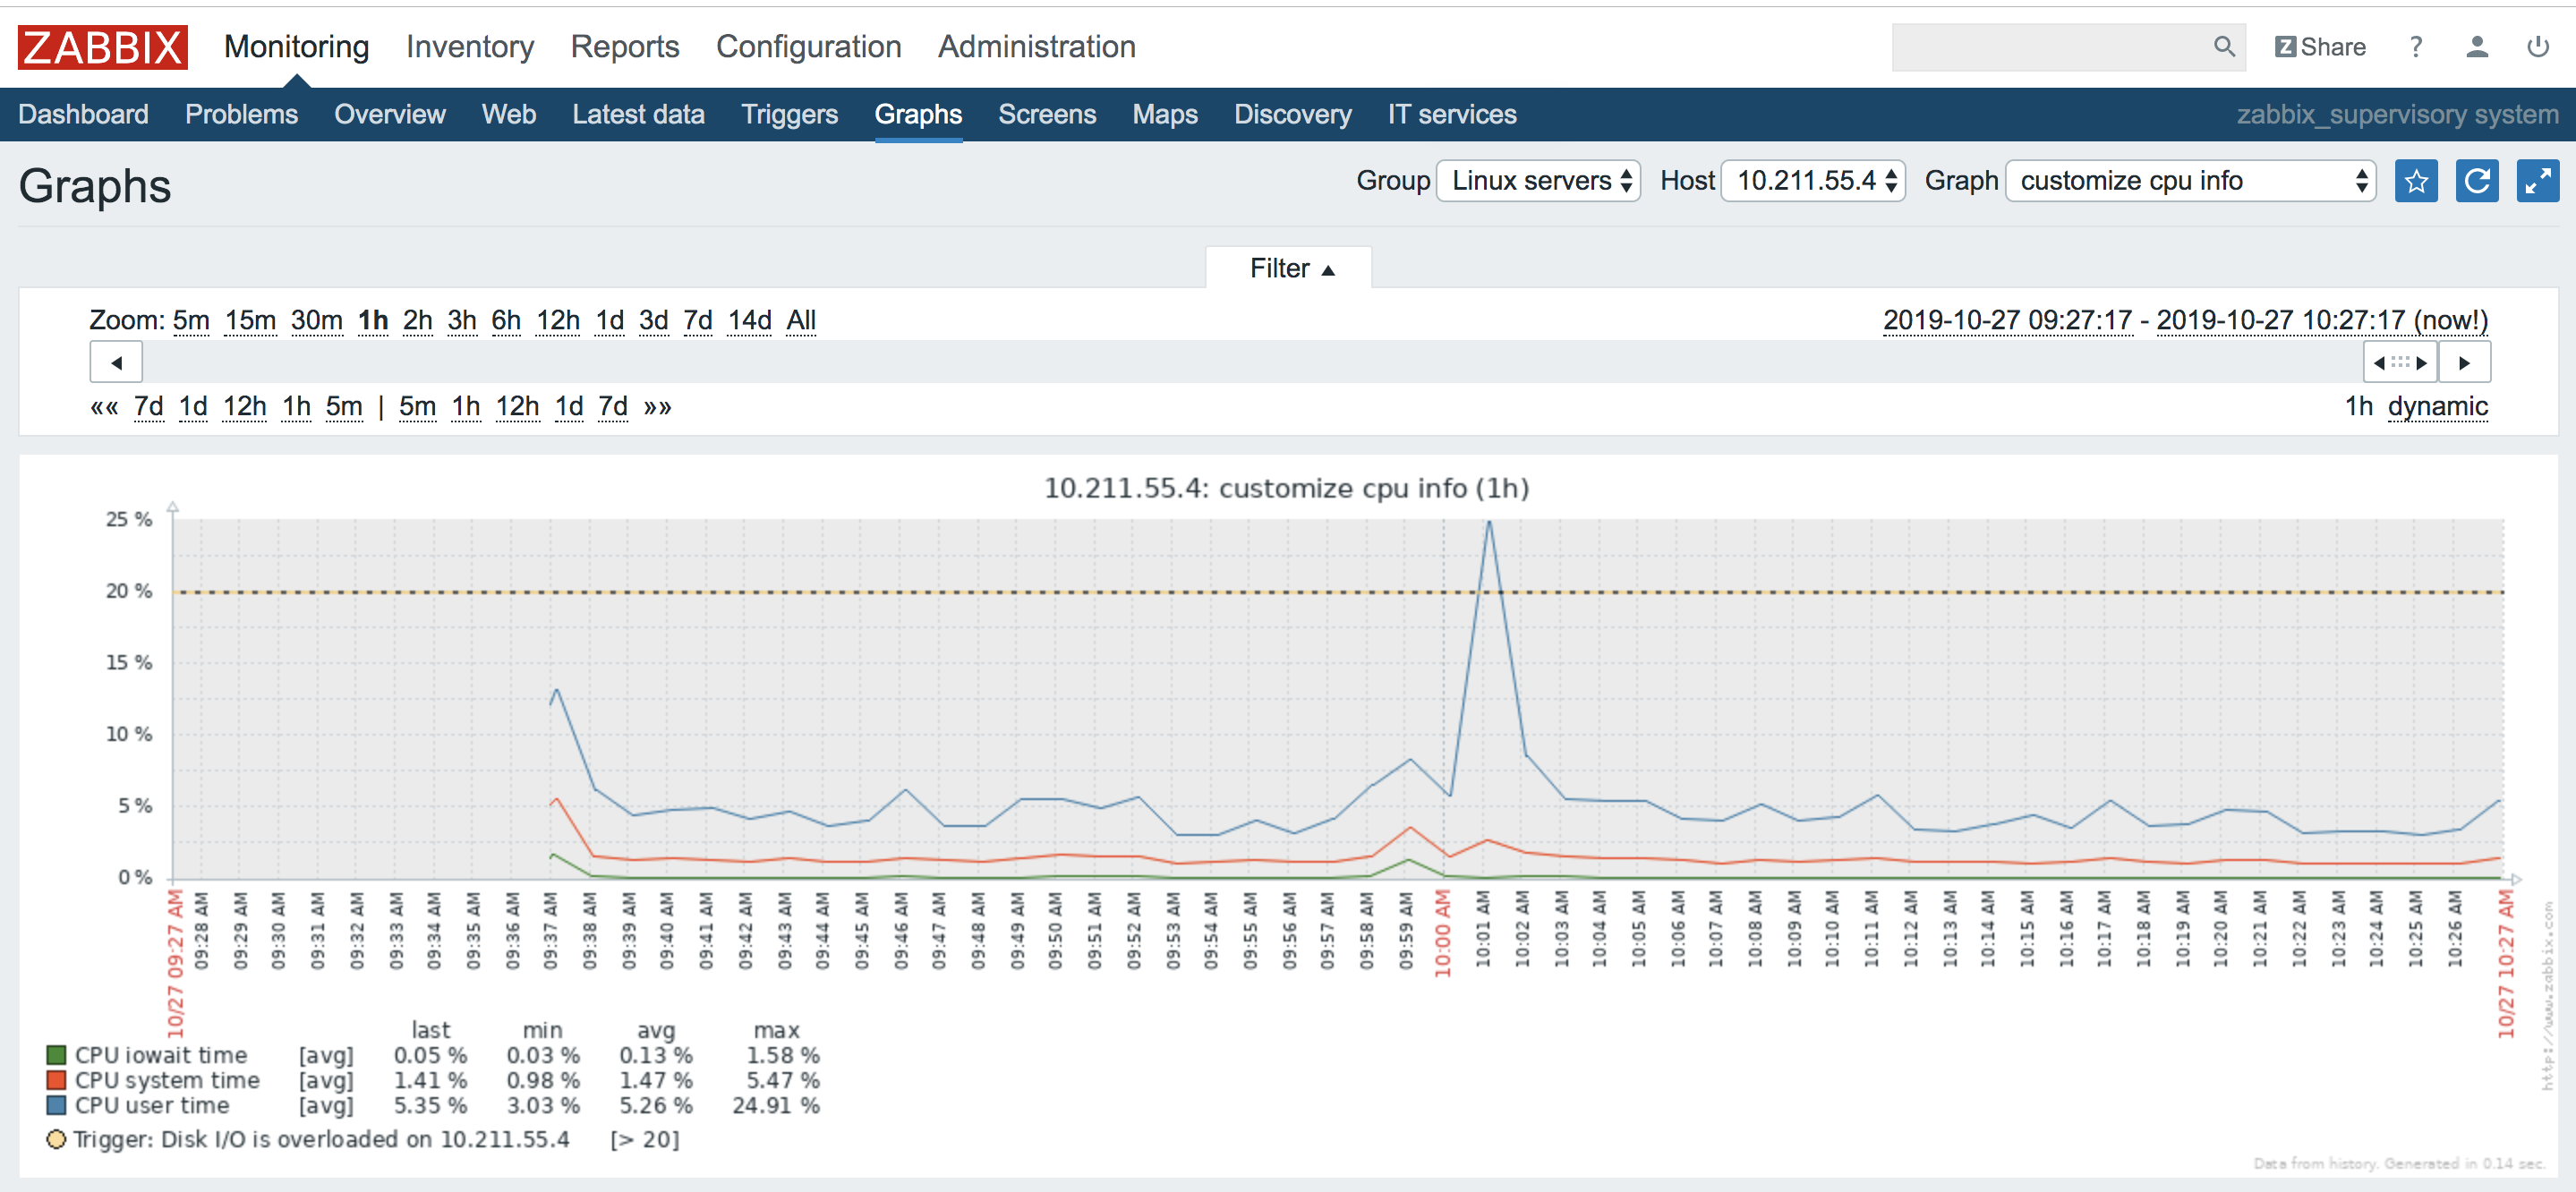 ZABBIX Monitoring Inventory Reports Configuration Administration Z Share ?
Dashboard Problems Overview Web Latest data Triggers Graphs Screens Maps Discovery IT services zabbix_supervisory system
Graphs Group Linux servers Host 10.211.55.4 Graph customize cpu info
Filter ▲
Zoom: 5m 15m 30m 1h 2h 3h 6h 12h 1d 3d 7d 14d All 2019-10-27 09:27:17 - 2019-10-27 10:27:17 (now!)
«« 7d 1d 12h 1h 5m | 5m 1h 12h 1d 7d »» 1h dynamic
10.211.55.4: customize cpu info (1h)
25 %
20 %
15 %
10 %
5 %
0 %
10/27 09:27 AM
09:28 AM
09:29 AM
09:30 AM
09:31 AM
09:32 AM
09:33 AM
09:34 AM
09:35 AM
09:36 AM
09:37 AM
09:38 AM
09:39 AM
09:40 AM
09:41 AM
09:42 AM
09:43 AM
09:44 AM
09:45 AM
09:46 AM
09:47 AM
09:48 AM
09:49 AM
09:50 AM
09:51 AM
09:52 AM
09:53 AM
09:54 AM
09:55 AM
09:56 AM
09:57 AM
09:58 AM
09:59 AM
10:00 AM
10:01 AM
10:02 AM
10:03 AM
10:04 AM
10:05 AM
10:06 AM
10:07 AM
10:08 AM
10:09 AM
10:10 AM
10:11 AM
10:12 AM
10:13 AM
10:14 AM
10:15 AM
10:16 AM
10:17 AM
10:18 AM
10:19 AM
10:20 AM
10:21 AM
10:22 AM
10:23 AM
10:24 AM
10:25 AM
10:26 AM
10/27 10:27 AM
http://www.zabbix.com
last min avg max
CPU iowait time [avg] 0.05 % 0.03 % 0.13 % 1.58 %
CPU system time [avg] 1.41 % 0.98 % 1.47 % 5.47 %
CPU user time [avg] 5.35 % 3.03 % 5.26 % 24.91 %
Trigger: Disk I/O is overloaded on 10.211.55.4 [> 20]
Data from history. Generated in 0.14 sec.